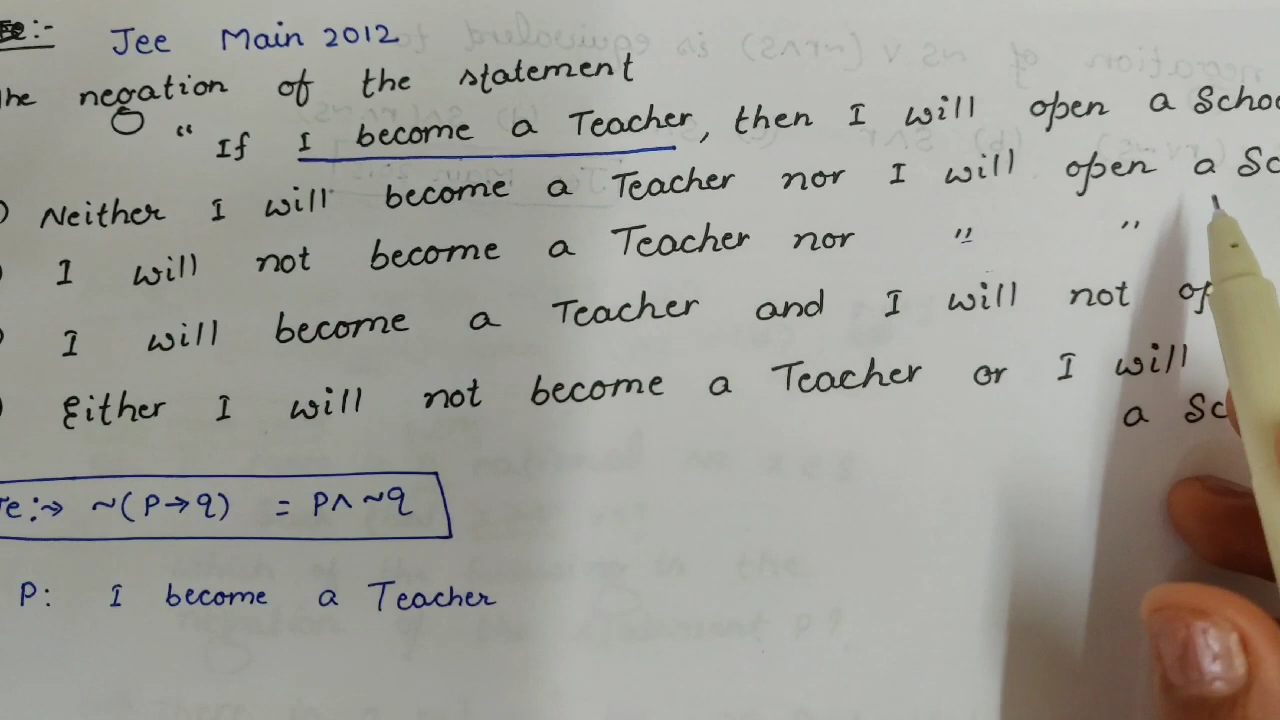 Jee Main 2012
The negation of the statement
" If I become a Teacher, then I will open a School
Neither I will become a Teacher nor I will open a Sc
I will not become a Teacher nor " "
I will become a Teacher and I will not op
Either I will not become a Teacher or I will
a Sc
~(P→q) = P∧ ~q
P: I become a Teacher